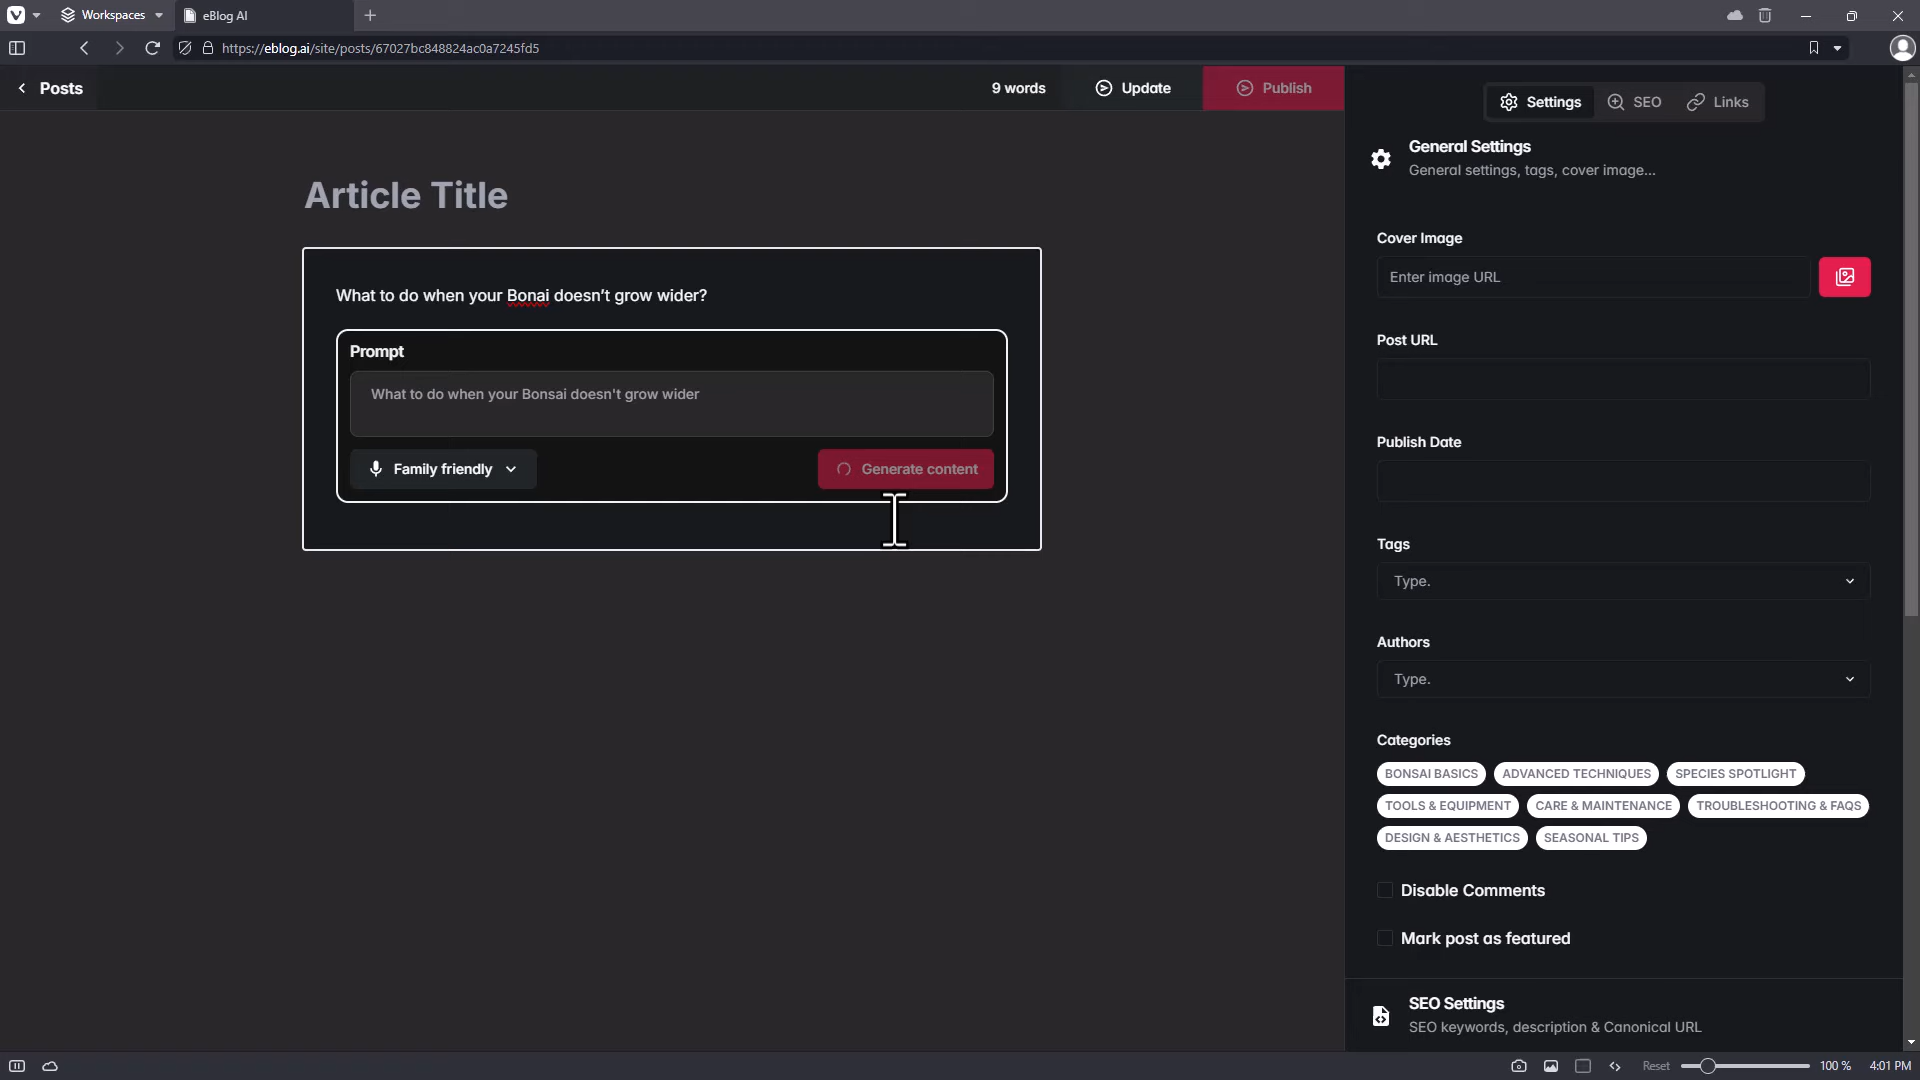 Workspaces
eBlog AI
https://eblog.ai/site/posts/67027bc848824ac0a7245fd5
Posts
9 words
Update
Publish
Article Title
What to do when your Bonai doesn't grow wider?
Prompt
What to do when your Bonsai doesn't grow wider
Family friendly
Generate content
Settings
SEO
Links
General Settings
General settings, tags, cover image...
Cover Image
Enter image URL
Post URL
Publish Date
Tags
Type.
Authors
Type.
Categories
BONSAI BASICS
ADVANCED TECHNIQUES
SPECIES SPOTLIGHT
TOOLS & EQUIPMENT
CARE & MAINTENANCE
TROUBLESHOOTING & FAQS
DESIGN & AESTHETICS
SEASONAL TIPS
Disable Comments
Mark post as featured
SEO Settings
SEO keywords, description & Canonical URL
Reset
100 %
4:01 PM